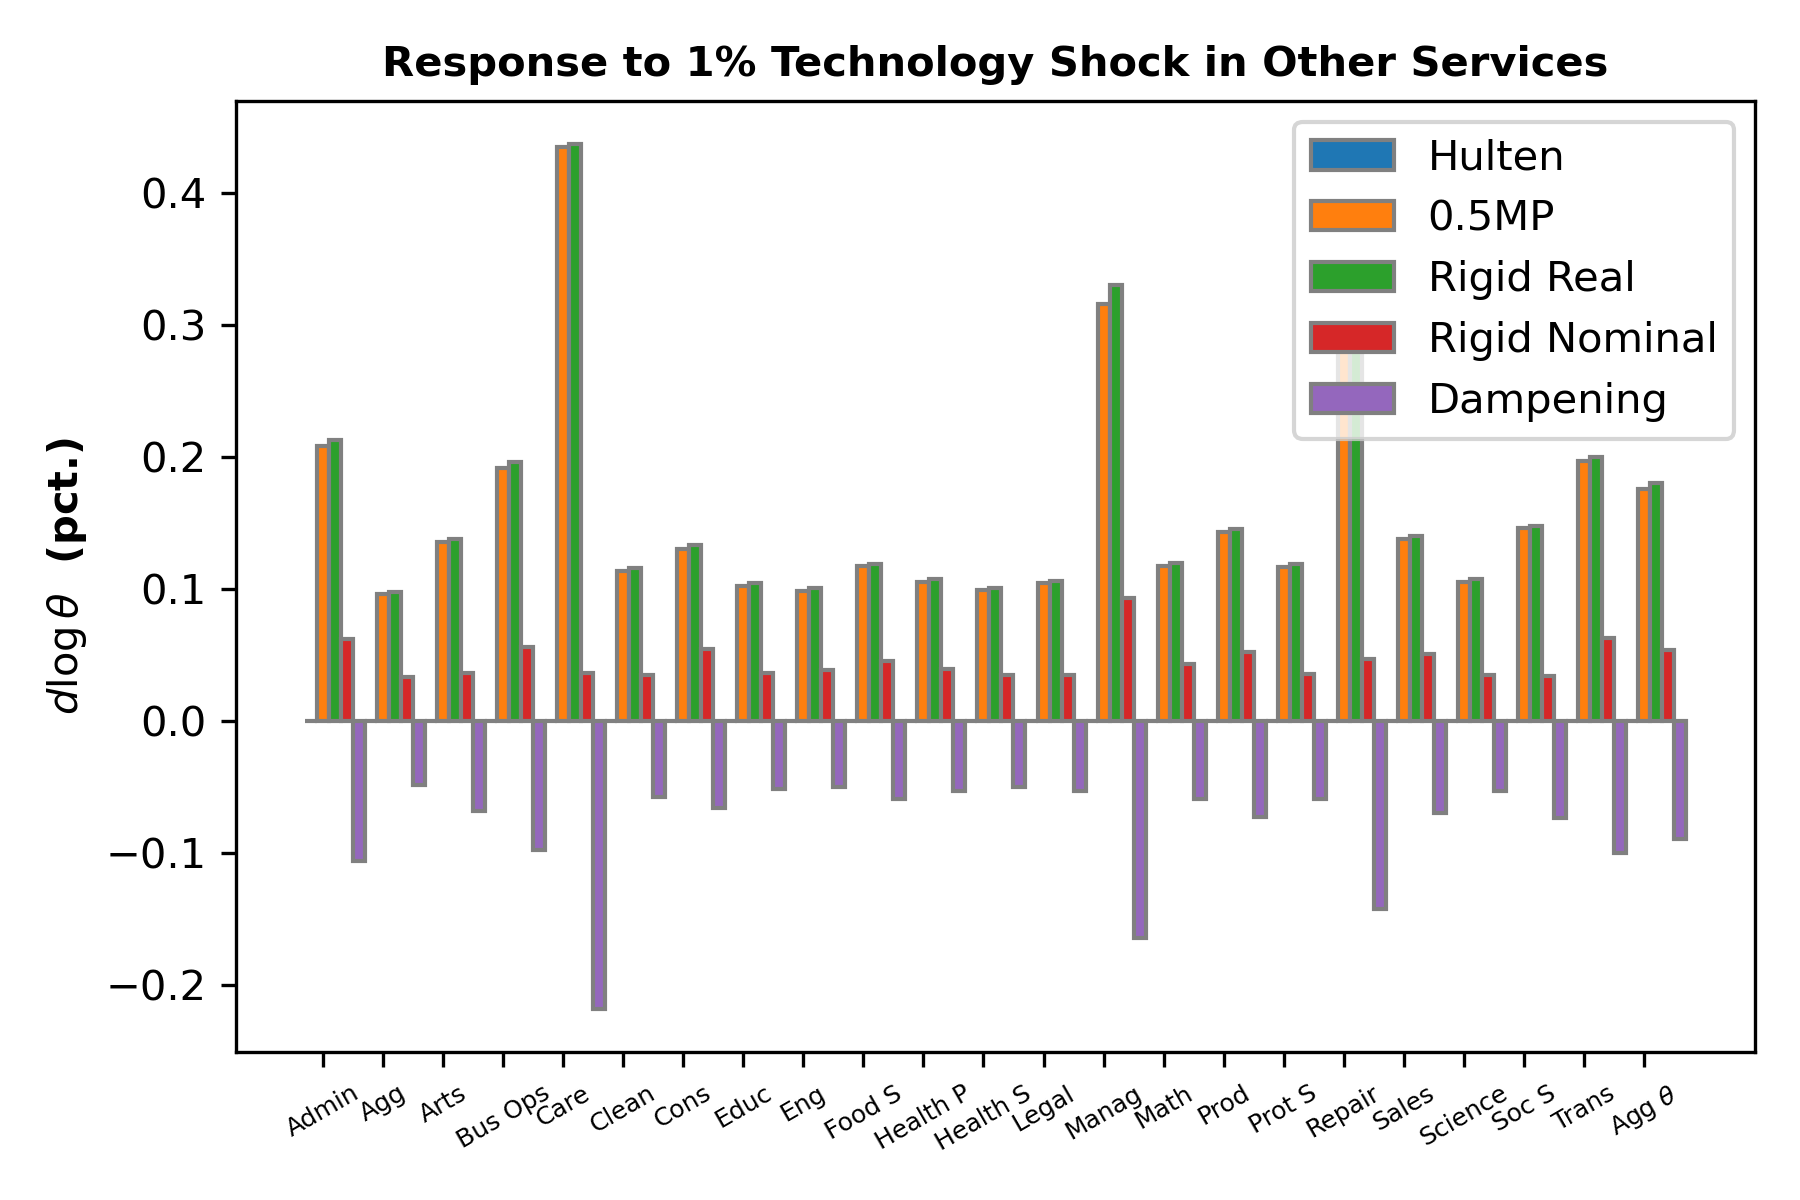 Response to 1% Technology Shock in Other Services
Hulten
0.5MP
Rigid Real
Rigid Nominal
Dampening
d log θ (pct.)
0.4
0.3
0.2
0.1
0.0
−0.1
−0.2
Admin
Agg
Arts
Bus Ops
Care
Clean
Cons
Educ
Eng
Food S
Health P
Health S
Legal
Manag
Math
Prod
Prot S
Repair
Sales
Science
Soc S
Trans
Agg θ